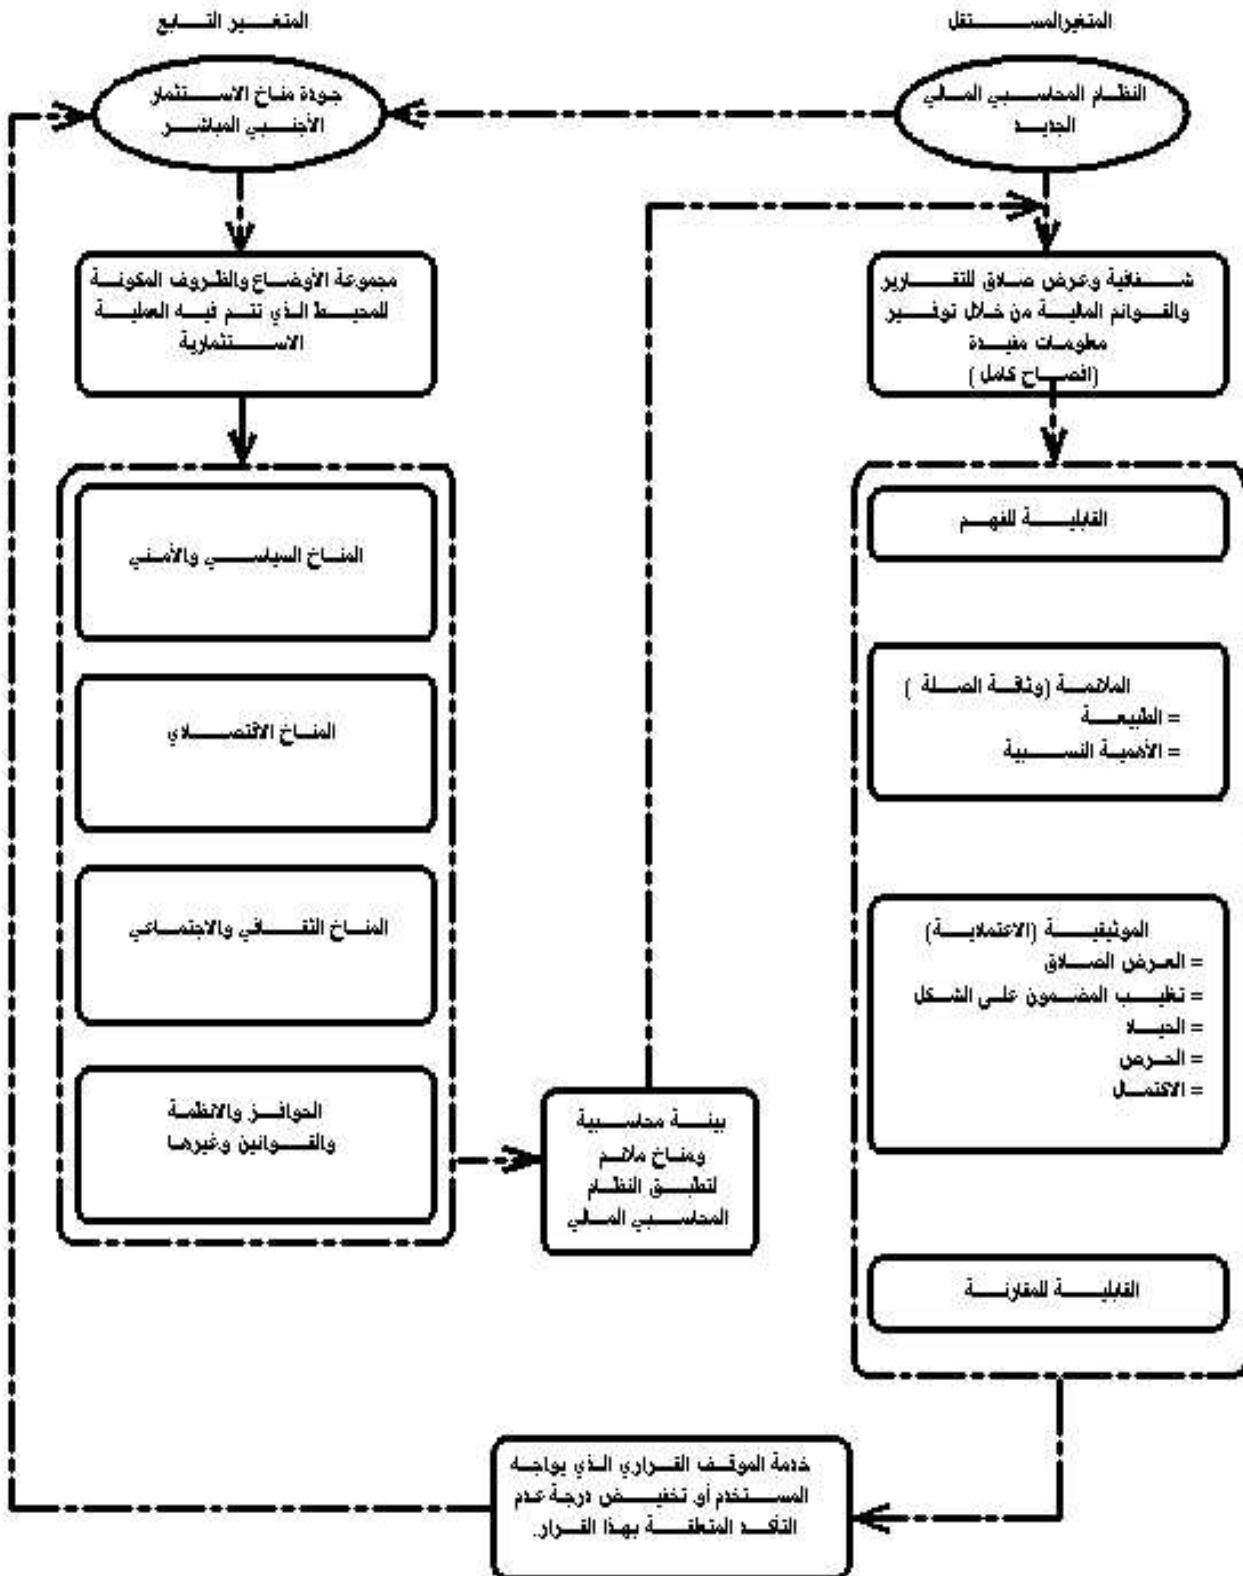 المتغير المستقل
النظام المحاسبي المالي
الجديد
شفافية وعرض صادق للتقارير
والقوائم المالية من خلال توفير
معلومات مفيدة
(افصاح كامل)
القابلية للفهم
الملائمة (وثاقة الصلة)
= الطبيعة
= الأهمية النسبية
الموثيقية (الاعتمادية)
= العرض الصادق
= تغليب المضمون على الشكل
= الحياد
= الحرص
= الاكتمال
القابلية للمقارنة
المتغير التابع
جودة مناخ الاستثمار
الأجنبي المباشر
مجموعة الأوضاع والظروف المكونة
للمحيط الذي تتم فيه العملية
الاستثمارية
المناخ السياسي والأمني
المناخ الاقتصادي
المناخ الثقافي والاجتماعي
الحوافز والانظمة
والقوانين وغيرها
بيئة محاسبية
ومناخ ملائم
لتطبيق النظام
المحاسبي المالي
خدمة الموقف القراري الذي يواجه
المستخدم أو تخفيض درجة عدم
التأكد المتعلقة بهذا القرار.